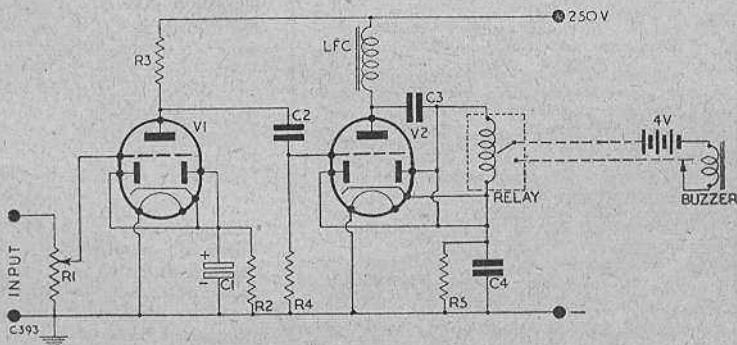 250V
LFC
R3
C3
V1
C2
V2
4V
RELAY
BUZZER
INPUT
R1
+
-
C1
R2
R4
R5
C4
C393
-